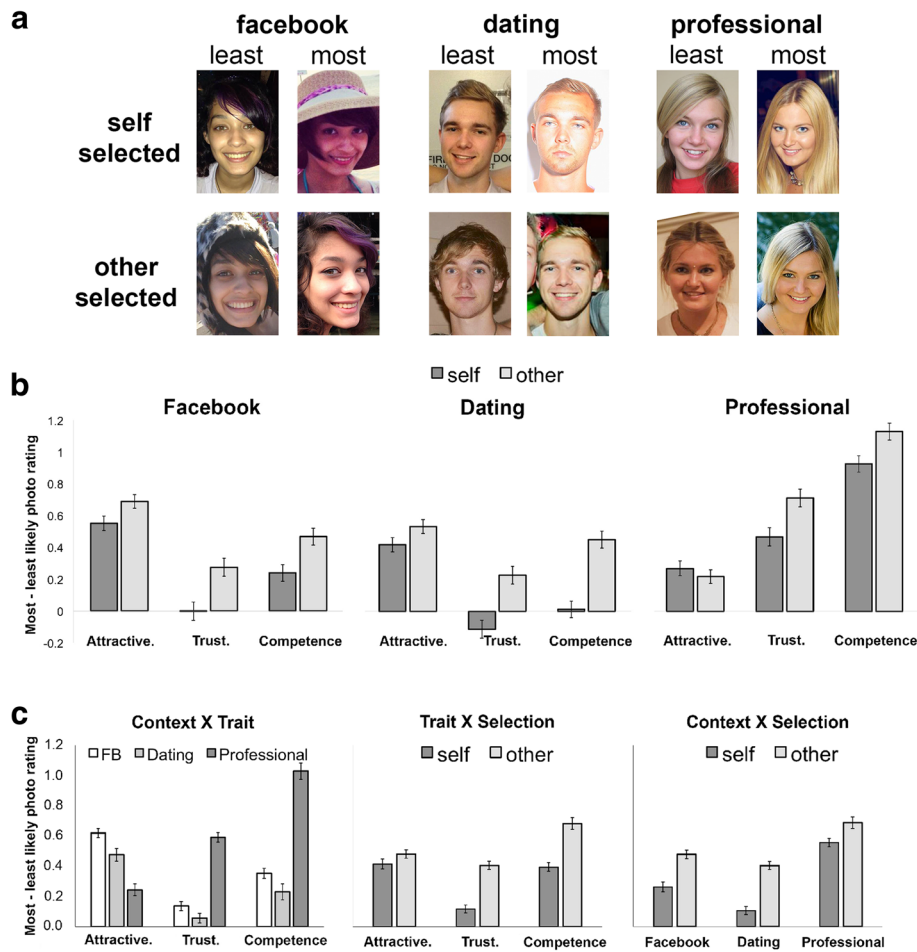 a
facebook dating professional
least most least most least most
self
selected
FIRE DOO
other
selected
self other
b
Facebook Dating Professional
Most - least likely photo rating
1.2
1
0.8
0.6
0.4
0.2
0
-0.2
Attractive. Trust. Competence Attractive. Trust. Competence Attractive. Trust. Competence
c
Context X Trait Trait X Selection Context X Selection
Most - least likely photo rating
1.2
1.0
0.8
0.6
0.4
0.2
0.0
FB Dating Professional self other self other
Attractive. Trust. Competence Attractive. Trust. Competence Facebook Dating Professional